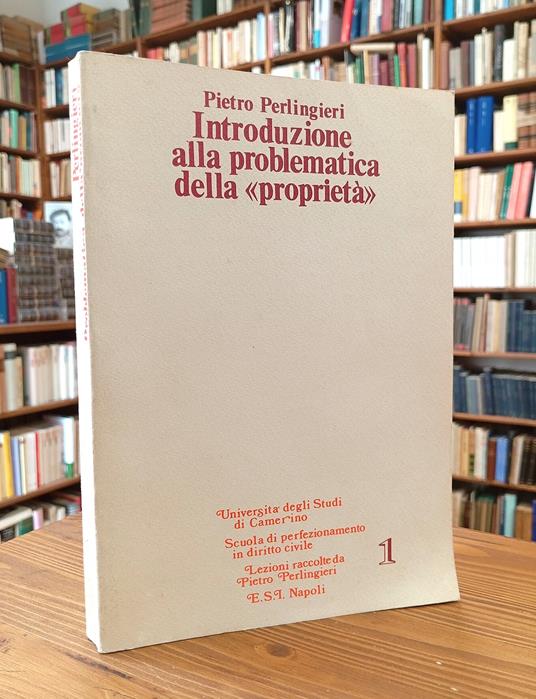 Pietro Perlingieri
Introduzione
alla problematica
della «proprietà»
Università degli Studi
di Camerino
Scuola di perfezionamento
in diritto civile
Lezioni raccolte da
Pietro Perlingieri
E.S.I. Napoli
1
Perlingieri